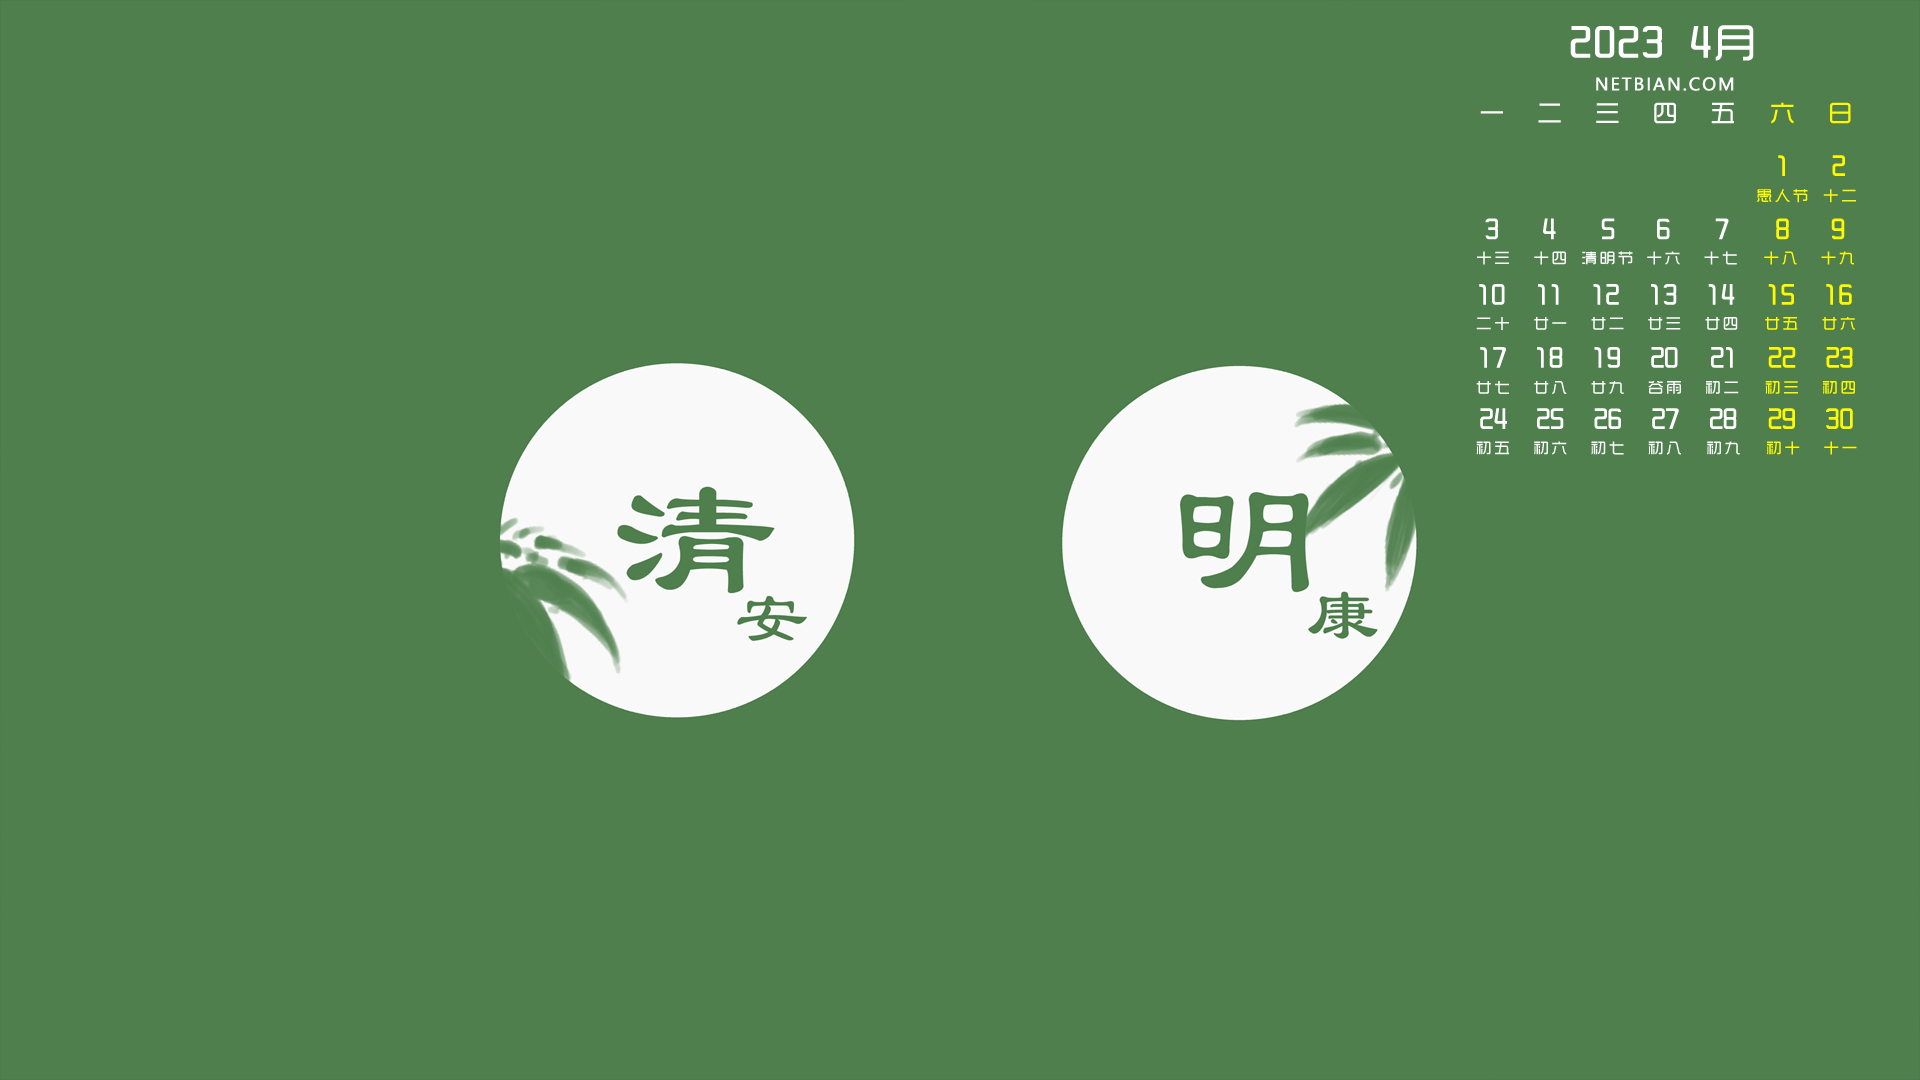 2023 4月
NETBIAN.COM
一 二 三 四 五 六 日
1 2
愚人节 十二
3 4 5 6 7 8 9
十三 十四 清明节 十六 十七 十八 十九
10 11 12 13 14 15 16
二十 廿一 廿二 廿三 廿四 廿五 廿六
17 18 19 20 21 22 23
廿七 廿八 廿九 谷雨 初二 初三 初四
24 25 26 27 28 29 30
初五 初六 初七 初八 初九 初十 十一
清 明
安 康